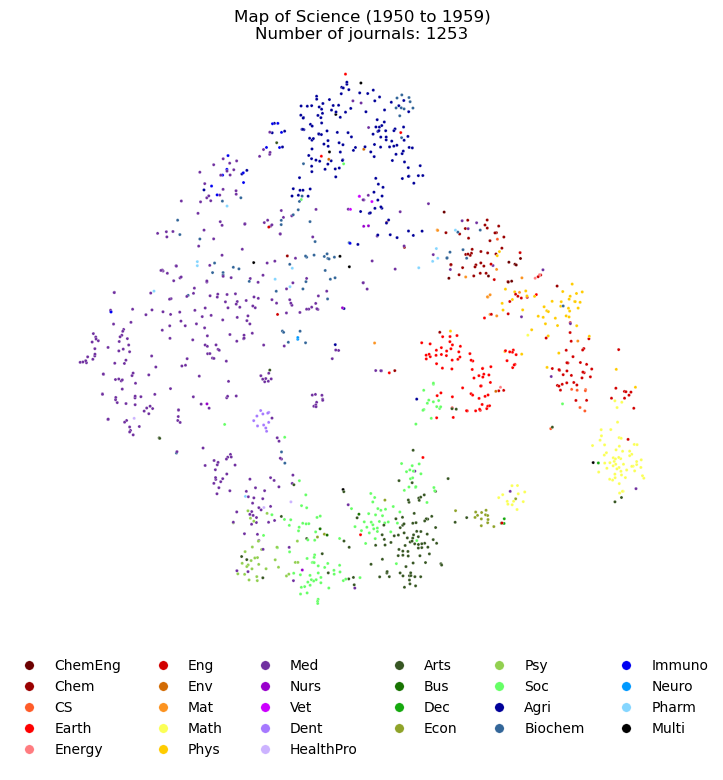 Map of Science (1950 to 1959)
Number of journals: 1253
ChemEng Eng Med Arts Psy Immuno
Chem Env Nurs Bus Soc Neuro
CS Mat Vet Dec Agri Pharm
Earth Math Dent Econ Biochem Multi
Energy Phys HealthPro